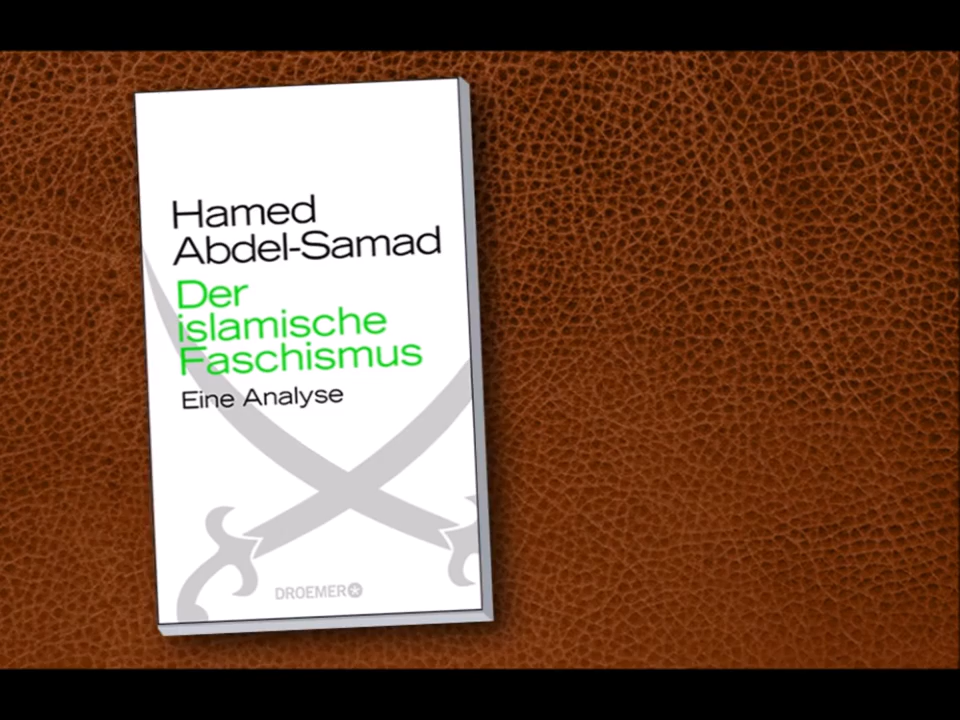 Hamed
Abdel-Samad
Der
islamische
Faschismus
Eine Analyse
DROEMER